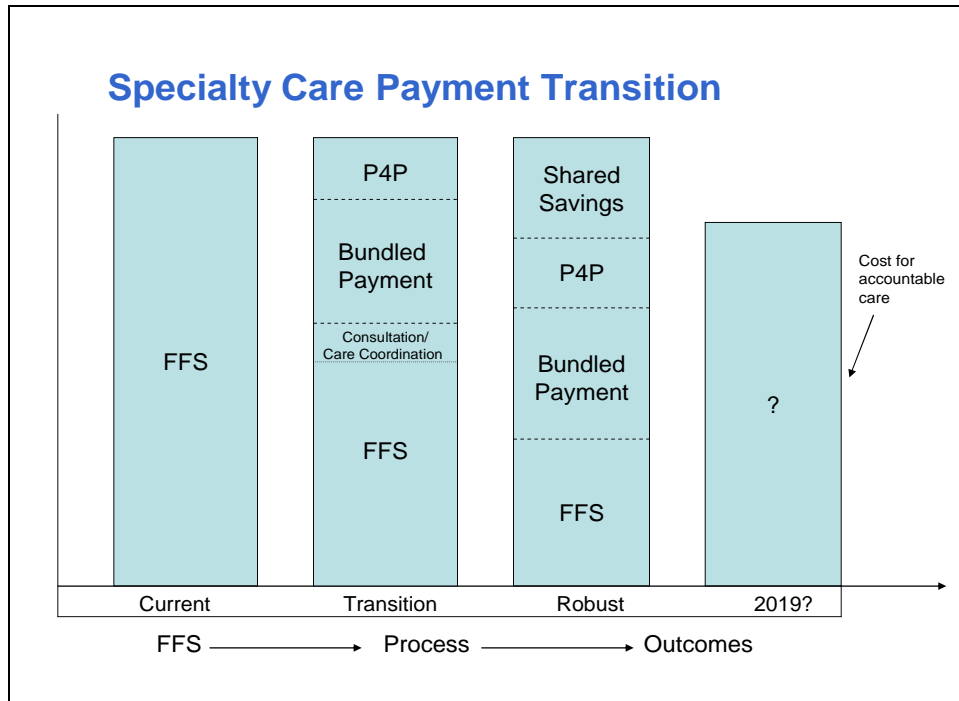 Specialty Care Payment Transition
FFS
P4P
Bundled
Payment
Consultation/
Care Coordination
FFS
Shared
Savings
P4P
Bundled
Payment
FFS
?
Cost for
accountable
care
Current
Transition
Robust
2019?
FFS
Process
Outcomes